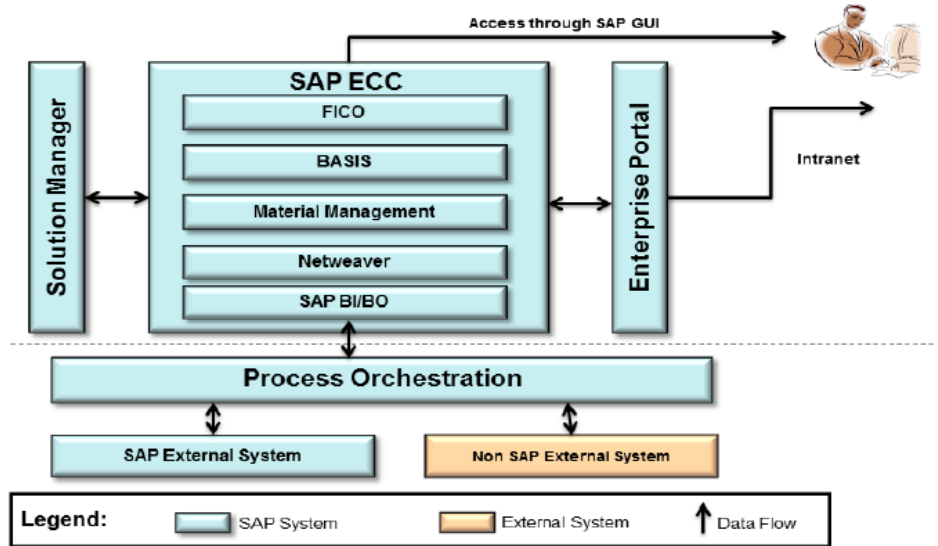 Access through SAP GUI
Solution Manager
SAP ECC
FICO
BASIS
Material Management
Netweaver
SAP BI/BO
Enterprise Portal
Intranet
Process Orchestration
SAP External System
Non SAP External System
Legend:
SAP System
External System
Data Flow